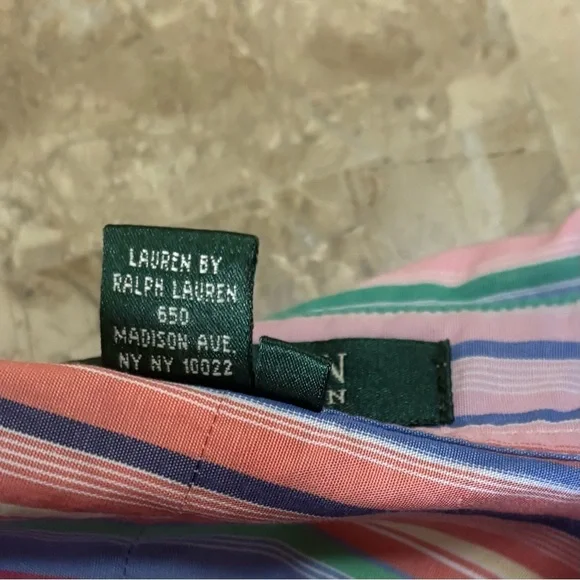 LAUREN BY
RALPH LAUREN
650
MADISON AVE.
NY NY 10022
N
N